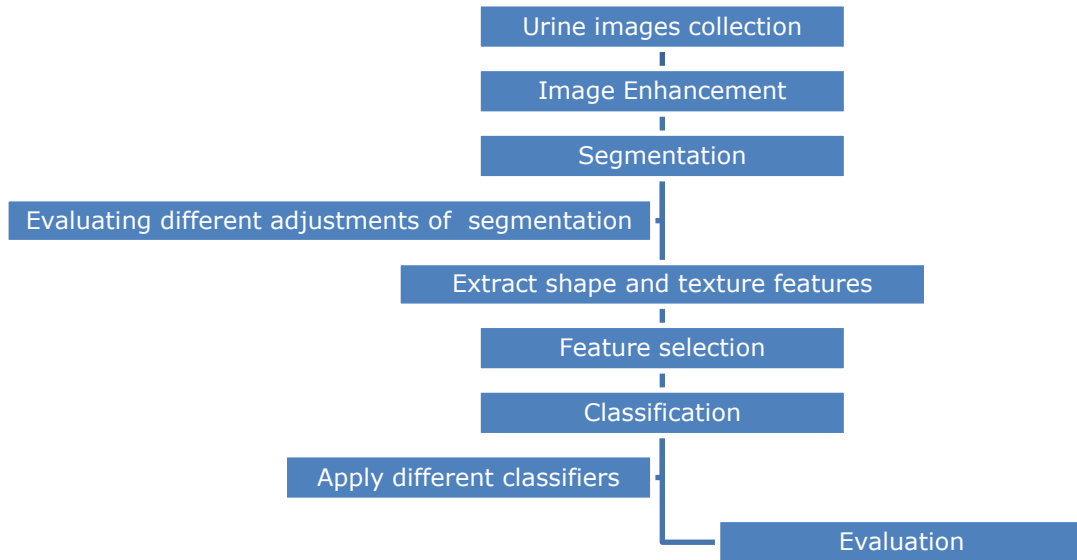 Urine images collection
Image Enhancement
Segmentation
Evaluating different adjustments of  segmentation
Extract shape and texture features
Feature selection
Classification
Apply different classifiers
Evaluation